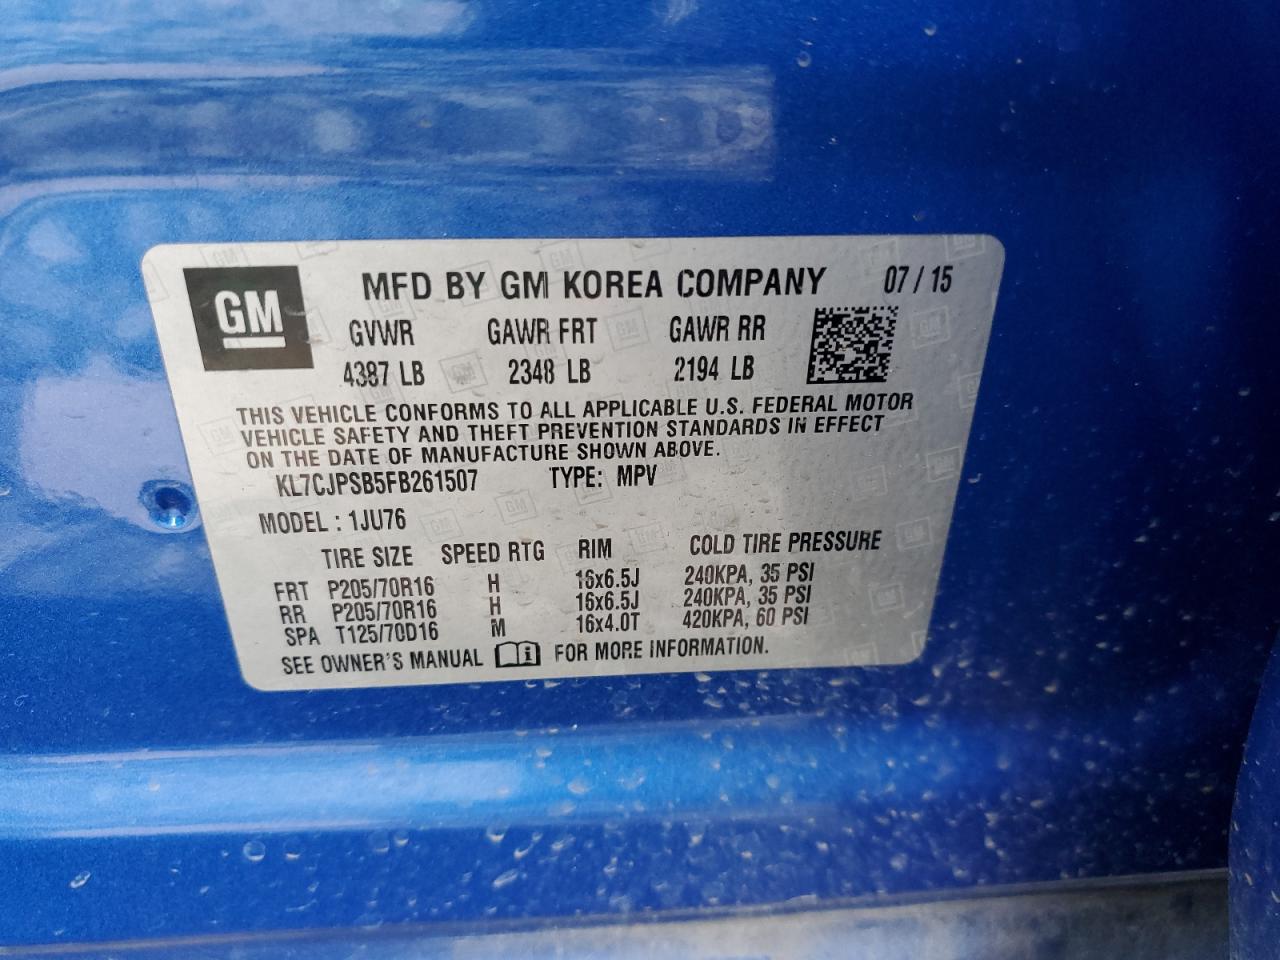 GM MFD BY GM KOREA COMPANY 07 / 15
GVWR GAWR FRT GAWR RR
4387 LB 2348 LB 2194 LB
THIS VEHICLE CONFORMS TO ALL APPLICABLE U.S. FEDERAL MOTOR
VEHICLE SAFETY AND THEFT PREVENTION STANDARDS IN EFFECT
ON THE DATE OF MANUFACTURE SHOWN ABOVE.
KL7CJPSB5FB261507 TYPE: MPV
MODEL : 1JU76
TIRE SIZE SPEED RTG RIM COLD TIRE PRESSURE
FRT P205/70R16 H 16x6.5J 240KPA, 35 PSI
RR P205/70R16 H 16x6.5J 240KPA, 35 PSI
SPA T125/70D16 M 16x4.0T 420KPA, 60 PSI
SEE OWNER'S MANUAL i FOR MORE INFORMATION.